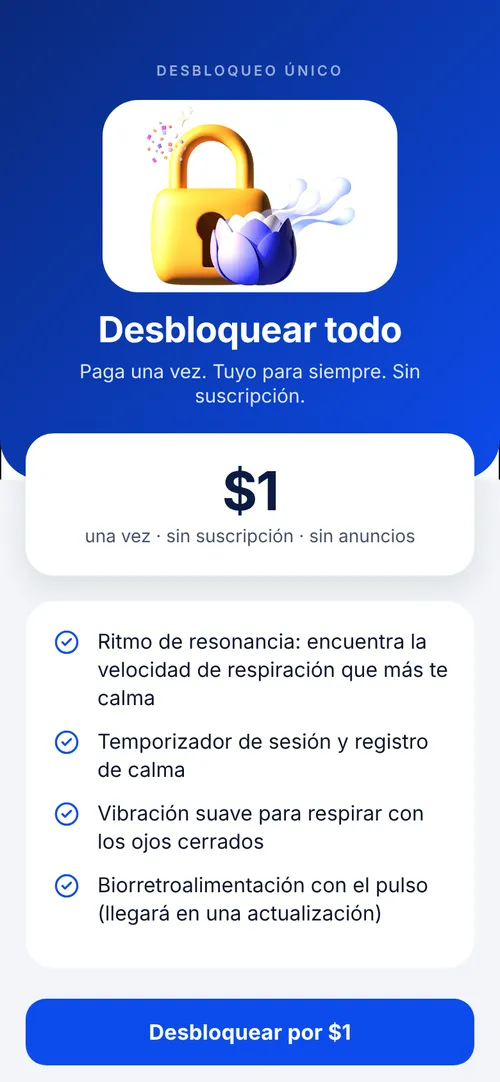 DESBLOQUEO ÚNICO
Desbloquear todo
Paga una vez. Tuyo para siempre. Sin
suscripción.
$1
una vez · sin suscripción · sin anuncios
Ritmo de resonancia: encuentra la
velocidad de respiración que más te
calma
Temporizador de sesión y registro
de calma
Vibración suave para respirar con
los ojos cerrados
Biorretroalimentación con el pulso
(llegará en una actualización)
Desbloquear por $1